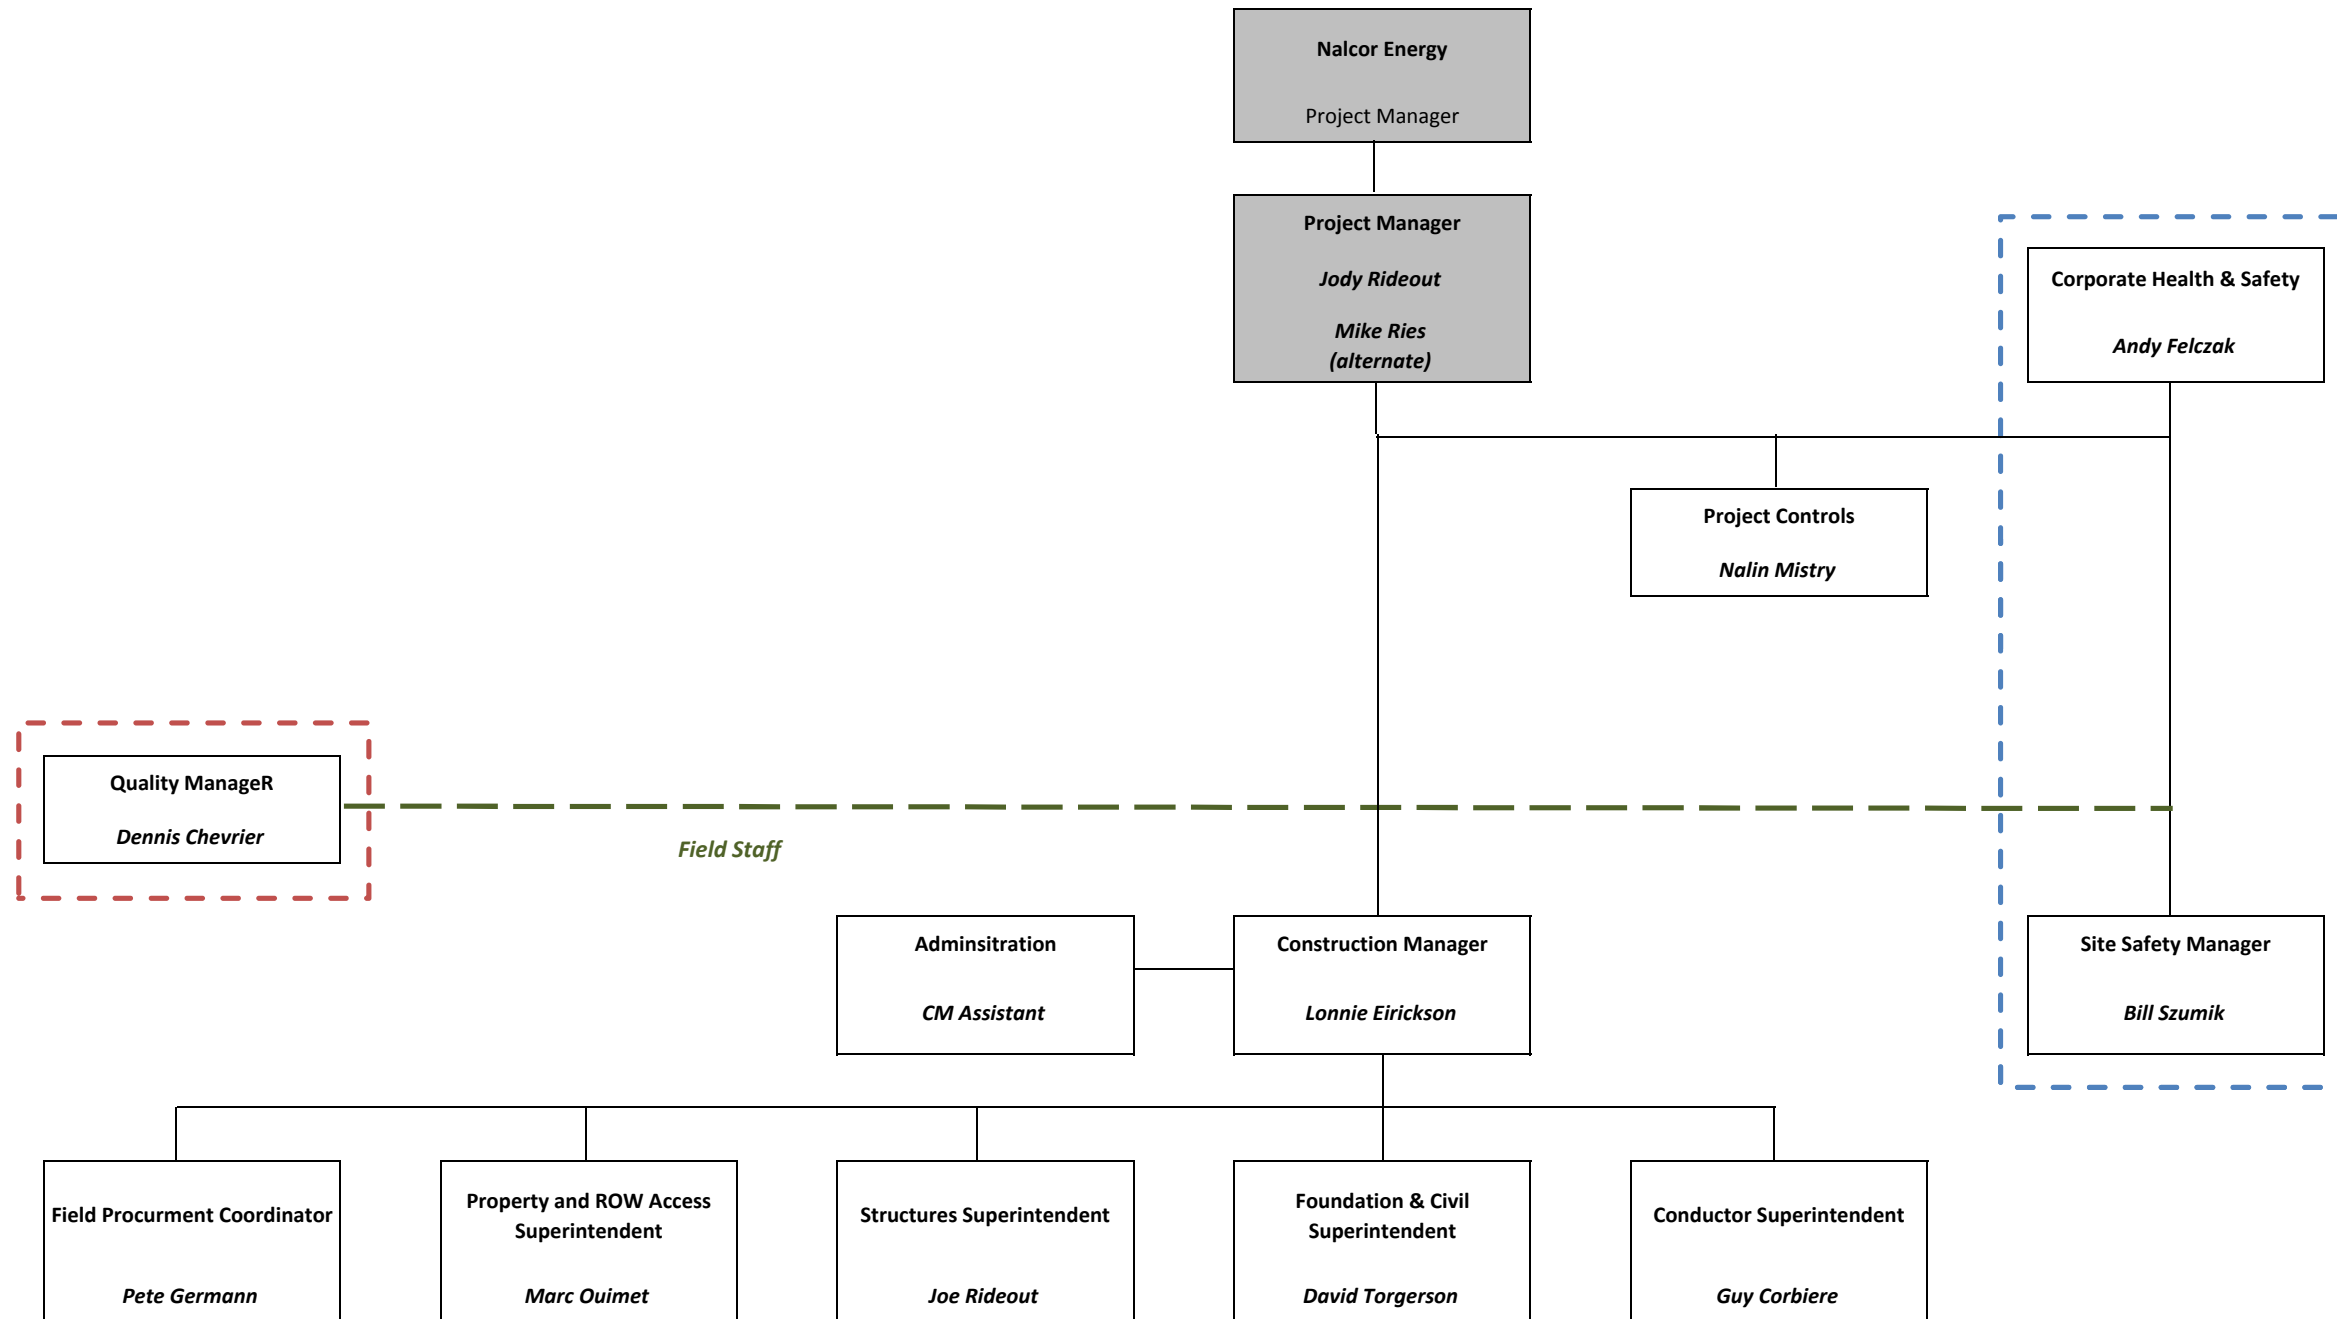 Nalcor Energy
Project Manager
Project Manager
Jody Rideout
Mike Ries
(alternate)
Corporate Health & Safety
Andy Felczak
Project Controls
Nalin Mistry
Quality ManageR
Dennis Chevrier
Field Staff
Adminsitration
CM Assistant
Construction Manager
Lonnie Eirickson
Site Safety Manager
Bill Szumik
Field Procurment Coordinator
Pete Germann
Property and ROW Access
Superintendent
Marc Ouimet
Structures Superintendent
Joe Rideout
Foundation & Civil
Superintendent
David Torgerson
Conductor Superintendent
Guy Corbiere